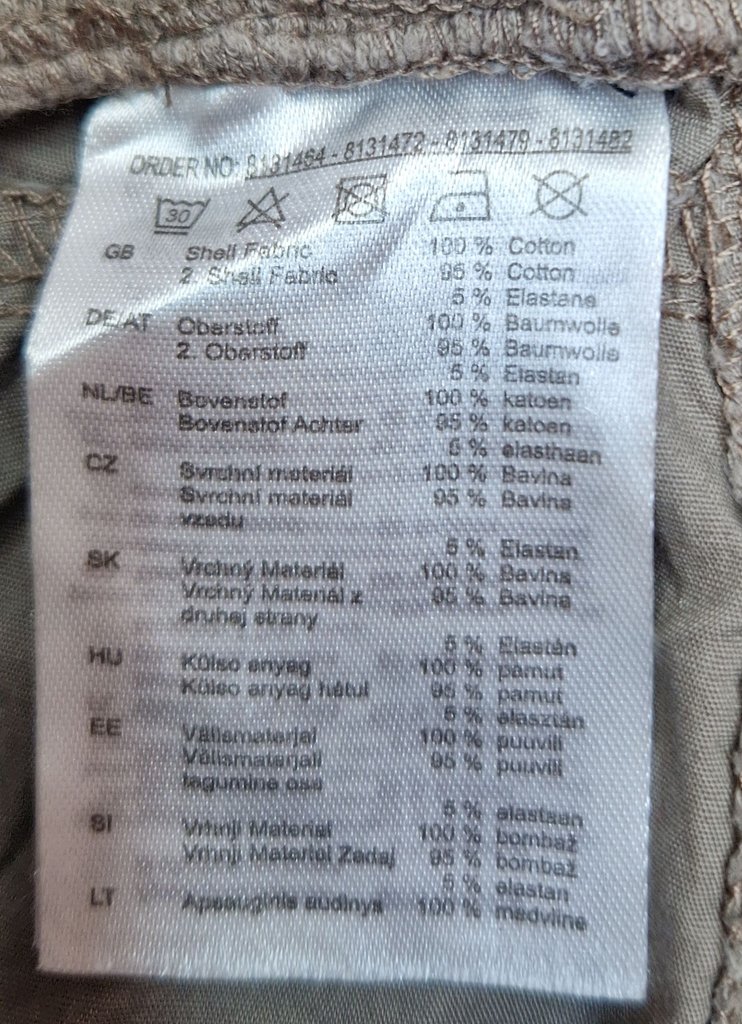 ORDER NO: 8131464 - 8131472 - 8131479 - 8131482
30
GB Shell Fabric 100 % Cotton
2. Shell Fabric 95 % Cotton
5 % Elastane
DE/AT Oberstoff 100 % Baumwolle
2. Oberstoff 95 % Baumwolle
5 % Elastan
NL/BE Bovenstof 100 % katoen
Bovenstof Achter 95 % katoen
5 % elasthaan
CZ Svrchní materiál 100 % Bavlna
Svrchní materiál 95 % Bavlna
vzadu
5 % Elastan
SK Vrchný Materiál 100 % Bavlna
Vrchný Materiál z 95 % Bavlna
druhej strany
5 % Elastán
HU Külso anyag 100 % pamut
Külso anyag hátul 95 % pamut
5 % elasztán
EE Välismaterjal 100 % puuvill
Välismaterjali 95 % puuvill
tagumine osa
5 % elastaan
SI Vrhnji Material 100 % bombaž
Vrhnji Material Zadaj 95 % bombaž
5 % elastan
LT Apsauginis audinys 100 % medvilne